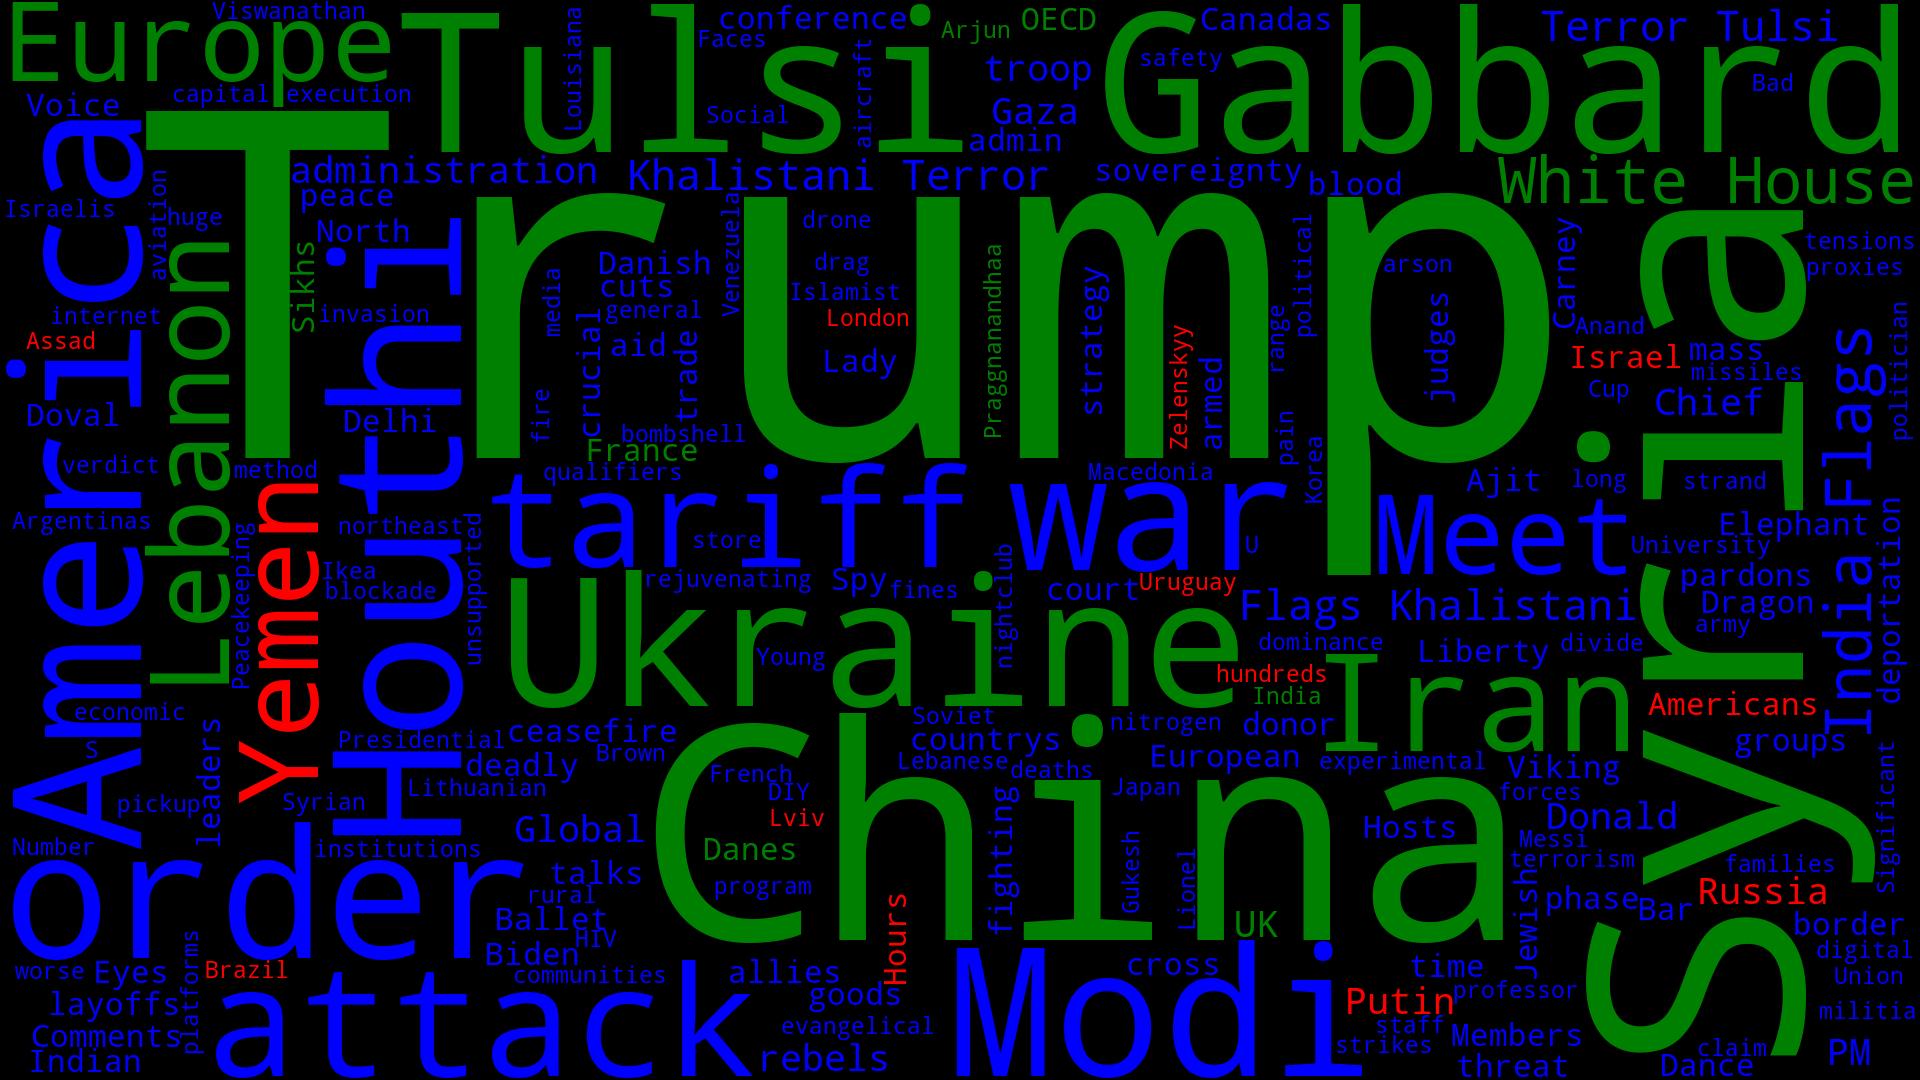 Europe
Viswanathan
Tulsi Gabbard
Louisiana
Faces
conference
Arjun
OECD
Canadas
Terror Tulsi
capital
execution
Voice
Social
aircraft
troop
Gaza
admin
safety
Bad
America
Trump
administration
Khalistani Terror
sovereignty
blood
White House
Israelis
aviation
huge
peace
North
Sikhs
invasion
internet
Assad
Lebanon
Houthi
Doval
Delhi
verdict
method
Danish
cuts
general
media
crucial
aid
trade
fire
bombshell
France
Venezuela
drone
drag
Islamist
London
Lady
Praggnanandhaa
strategy
Zelenskyy
armed
range
political
pain
Korea
arson
judges
Carney
Anand
Israel
mass
missiles
Cup
Chief
tensions
proxies
politician
India Flags
Syria
qualifiers
Macedonia
Ajit
long
strand
Argentinas
Peacekeeping
Yemen
northeast
Ikea
blockade
unsupported
tariff
war
store
U
Meet
Elephant
University
pardons
Dragon
army
deportation
rejuvenating
Spy
fines
nightclub
court
Uruguay
Flags Khalistani
Ukraine
Young
dominance
Liberty
divide
hundreds
India
Iran
Americans
economic
S
leaders
Presidential
ceasefire
deadly
Brown
Soviet
countrys
Lebanese
deaths
nitrogen
donor
European
experimental
Viking
groups
pickup
Syrian
Lithuanian
French
DIY
Lviv
China
Japan
forces
Donald
Significant
Number
order
institutions
Global
talks
rural
Ballet
HIV
Biden
communities
Danes
program
Hours
fighting
Gukesh
Lionel
UK
Hosts
Messi
terrorism
families
Russia
phase
Bar
border
Jewish
digital
Union
militia
worse
Eyes
platforms
Brazil
layoffs
Comments
Indian
attack
allies
goods
evangelical
rebels
Modi
cross
time
Putin
professor
staff
strikes
Members
threat
claim
Dance
PM